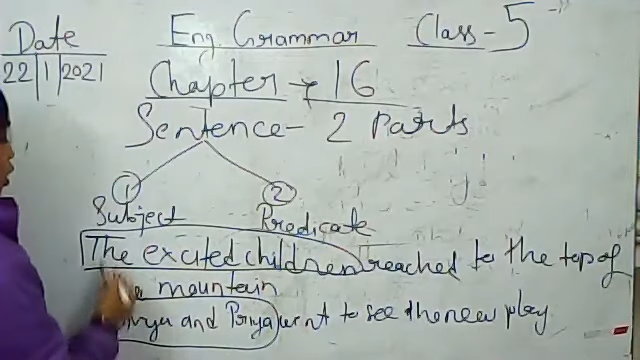 Date Eng. Grammar Class-5
22|1|2021 Chapter → 16
Sentence- 2 Parts
1 2
Subject Predicate
The excited children reached to the top of
mountain
and Priya went to see the new play